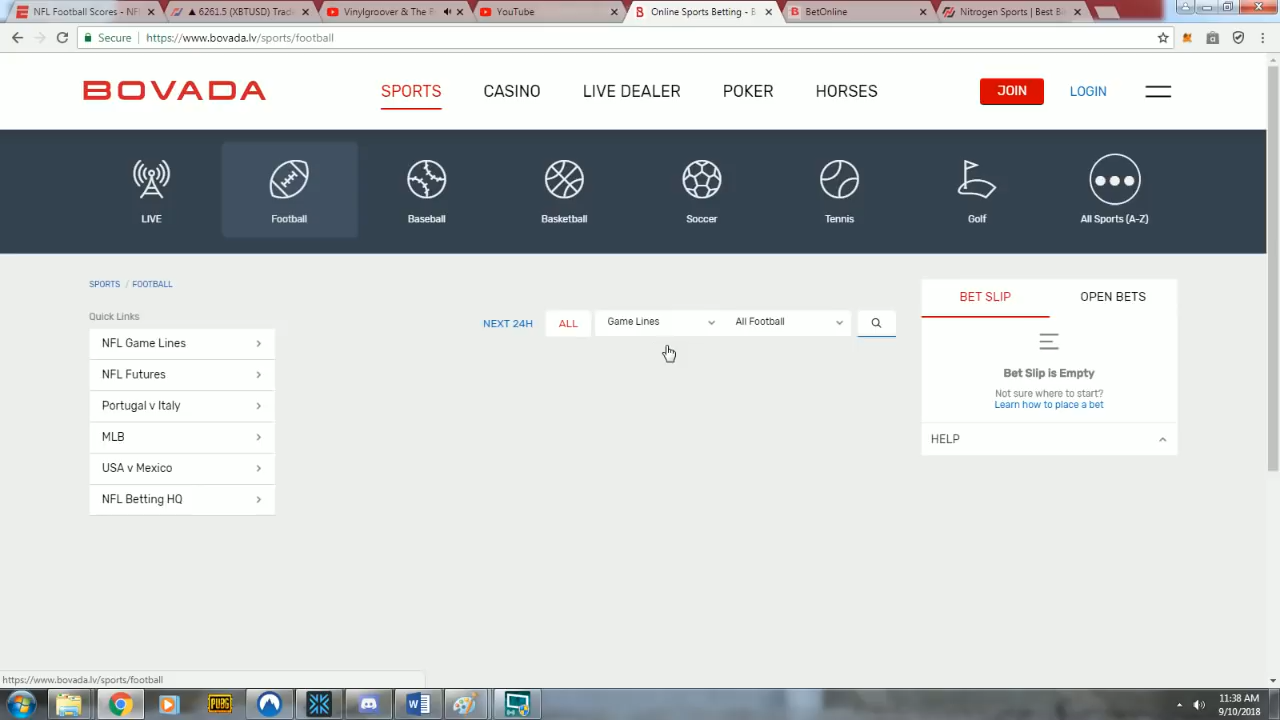 NFL Football Scores - NF
6261.5 (XBTUSD) Trade
Vinylgroover & The R
YouTube
Online Sports Betting - B
BetOnline
Nitrogen Sports | Best Bi
Secure
https://www.bovada.lv/sports/football
BOVADA
SPORTS
CASINO
LIVE DEALER
POKER
HORSES
JOIN
LOGIN
LIVE
Football
Baseball
Basketball
Soccer
Tennis
Golf
All Sports (A-Z)
SPORTS / FOOTBALL
Quick Links
NFL Game Lines
NFL Futures
Portugal v Italy
MLB
USA v Mexico
NFL Betting HQ
NEXT 24H
ALL
Game Lines
All Football
BET SLIP
OPEN BETS
Bet Slip is Empty
Not sure where to start?
Learn how to place a bet
HELP
https://www.bovada.lv/sports/football
PUBG
11:38 AM
9/10/2018